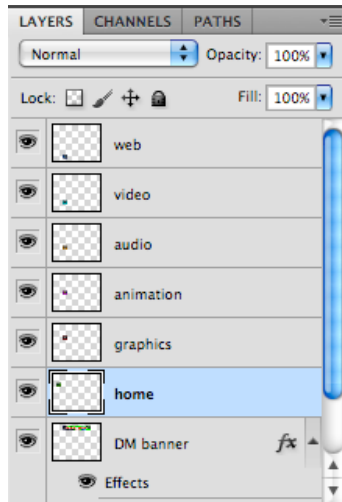 LAYERS CHANNELS PATHS
Normal Opacity: 100%
Lock: Fill: 100%
web
video
audio
animation
graphics
home
DM banner fx
Effects